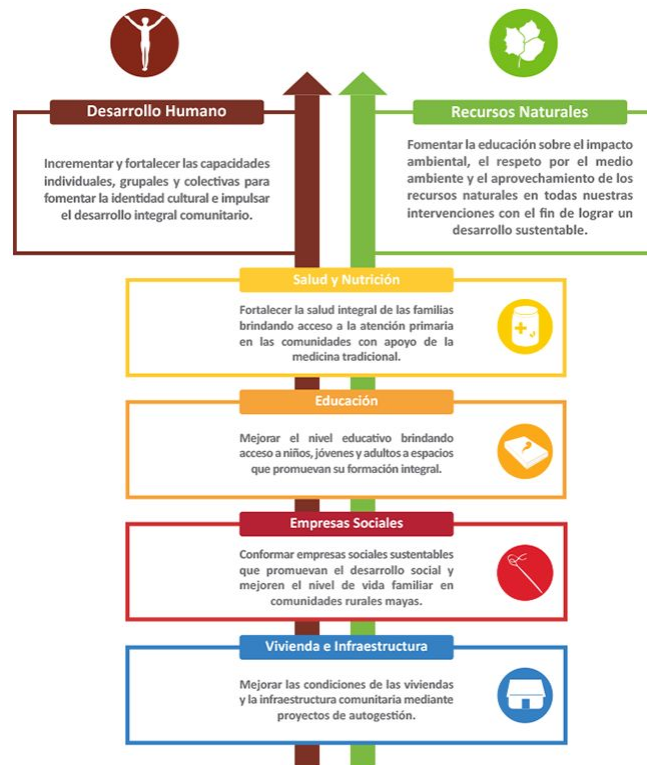 Desarrollo Humano
Incrementar y fortalecer las capacidades
individuales, grupales y colectivas para
fomentar la identidad cultural e impulsar
el desarrollo integral comunitario.
Recursos Naturales
Fomentar la educación sobre el impacto
ambiental, el respeto por el medio
ambiente y el aprovechamiento de los
recursos naturales en todas nuestras
intervenciones con el fin de lograr un
desarrollo sustentable.
Salud y Nutrición
Fortalecer la salud integral de las familias
brindando acceso a la atención primaria
en las comunidades con apoyo de la
medicina tradicional.
Educación
Mejorar el nivel educativo brindando
acceso a niños, jóvenes y adultos a espacios
que promuevan su formación integral.
Empresas Sociales
Conformar empresas sociales sustentables
que promuevan el desarrollo social y
mejoren el nivel de vida familiar en
comunidades rurales mayas.
Vivienda e Infraestructura
Mejorar las condiciones de las viviendas
y la infraestructura comunitaria mediante
proyectos de autogestión.